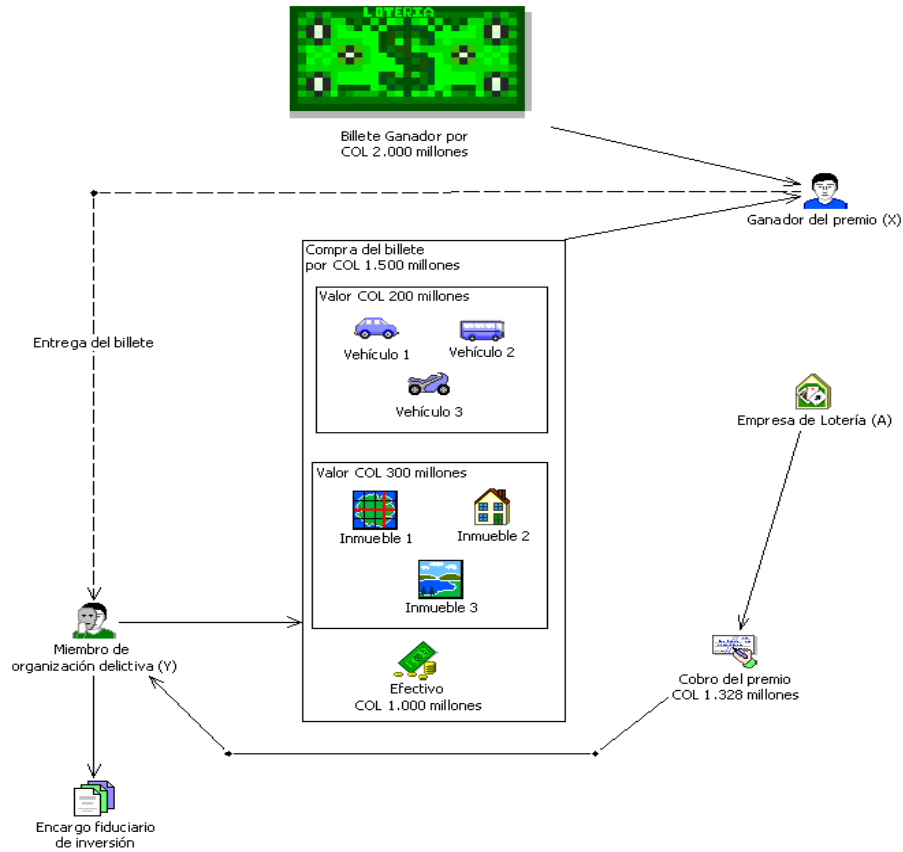 LOTERIA
Billete Ganador por
COL 2.000 millones
Ganador del premio (X)
Compra del billete
por COL 1.500 millones
Valor COL 200 millones
Vehículo 1
Vehículo 2
Vehículo 3
Entrega del billete
Empresa de Lotería (A)
Valor COL 300 millones
Inmueble 1
Inmueble 2
Inmueble 3
Miembro de
organización delictiva (Y)
Efectivo
COL 1.000 millones
Cobro del premio
COL 1.328 millones
Encargo fiduciario
de inversión